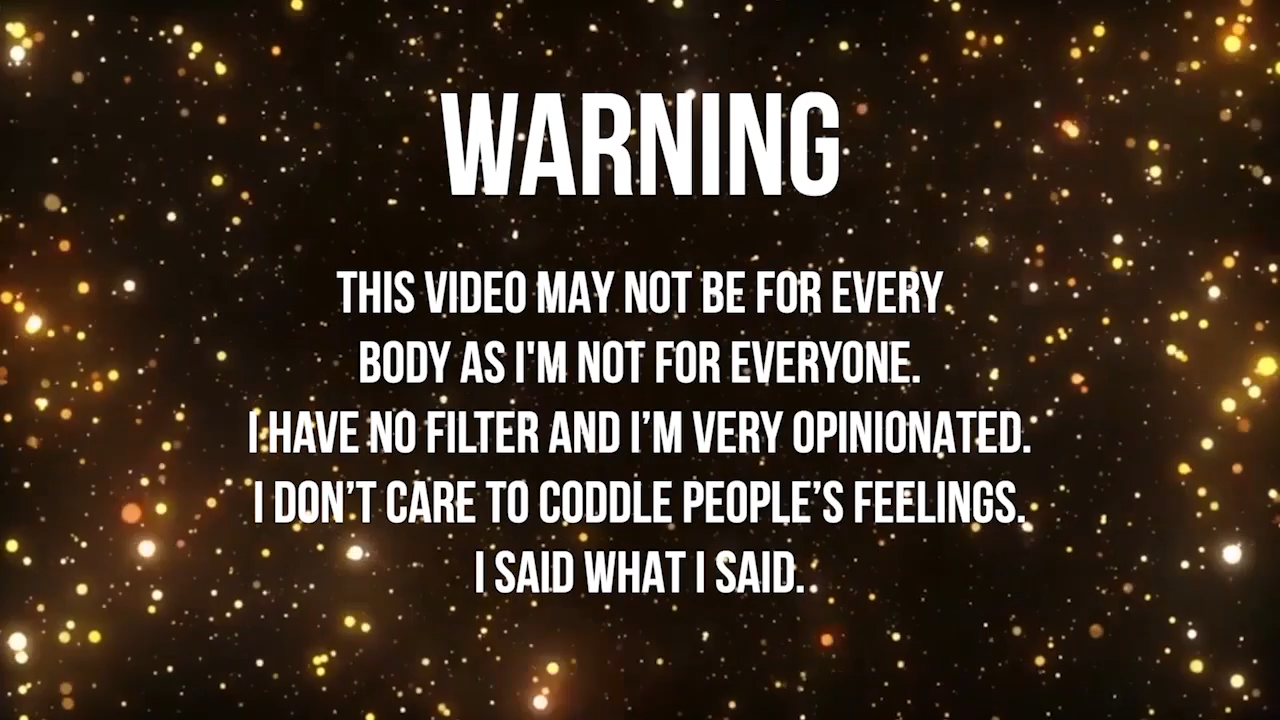 WARNING
THIS VIDEO MAY NOT BE FOR EVERY
BODY AS I'M NOT FOR EVERYONE.
I HAVE NO FILTER AND I’M VERY OPINIONATED.
I DON’T CARE TO CODDLE PEOPLE’S FEELINGS.
I SAID WHAT I SAID.